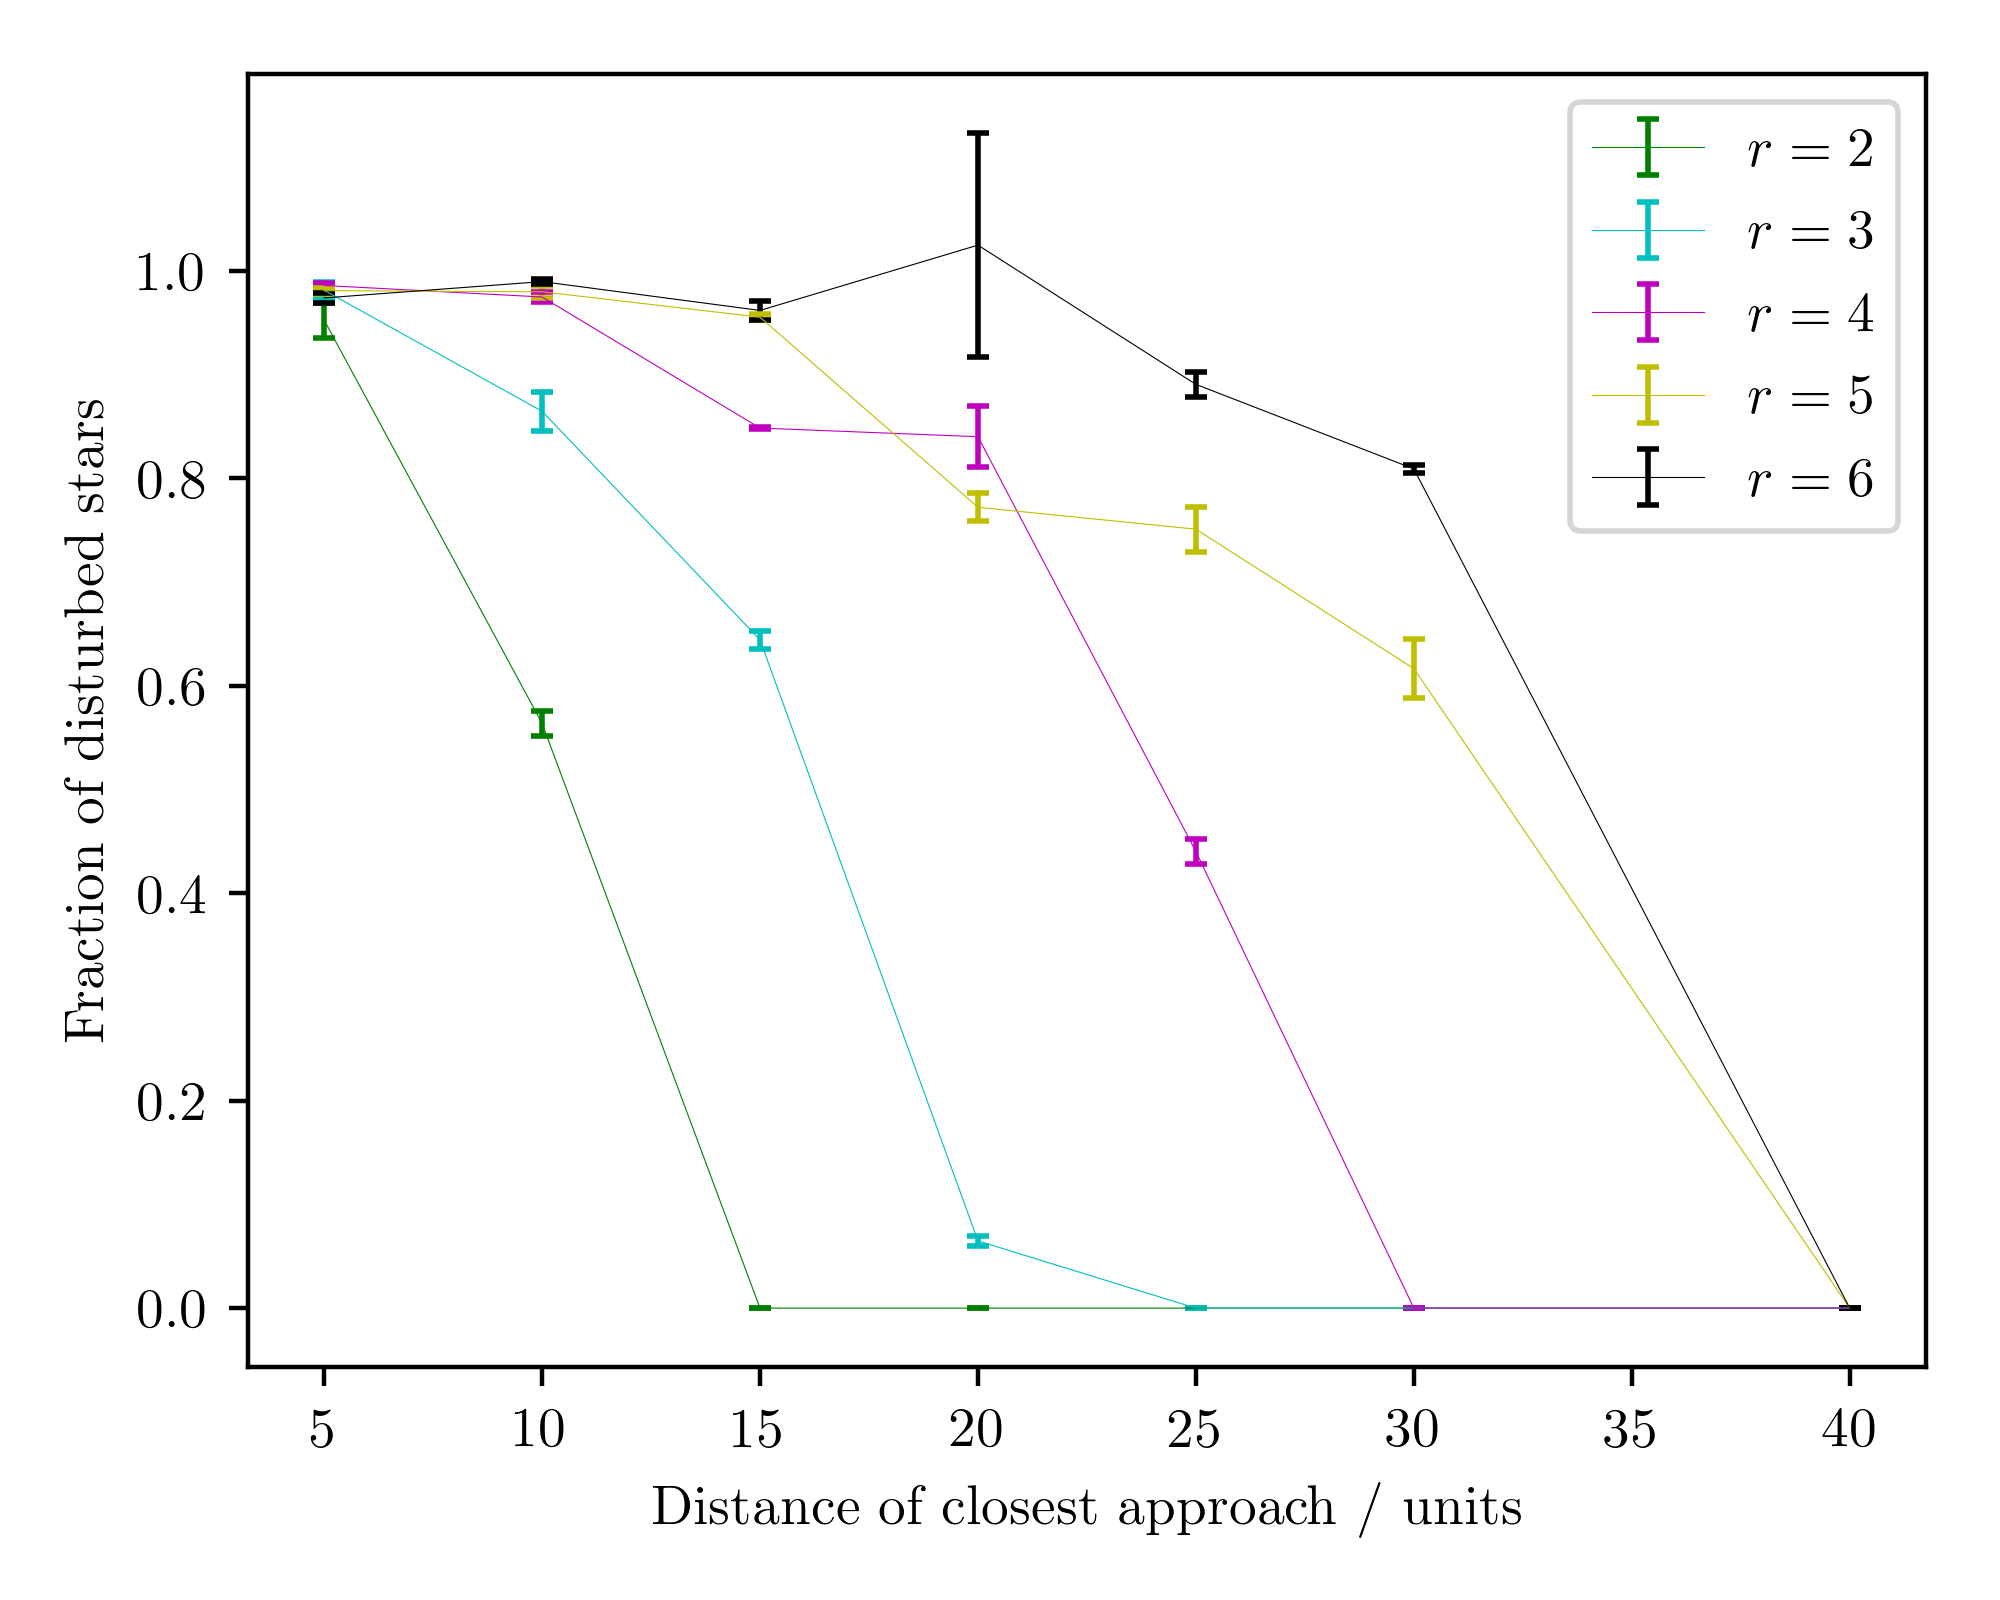 r = 2
r = 3
r = 4
r = 5
r = 6
1.0
0.8
0.6
0.4
0.2
0.0
Fraction of disturbed stars
5 10 15 20 25 30 35 40
Distance of closest approach / units